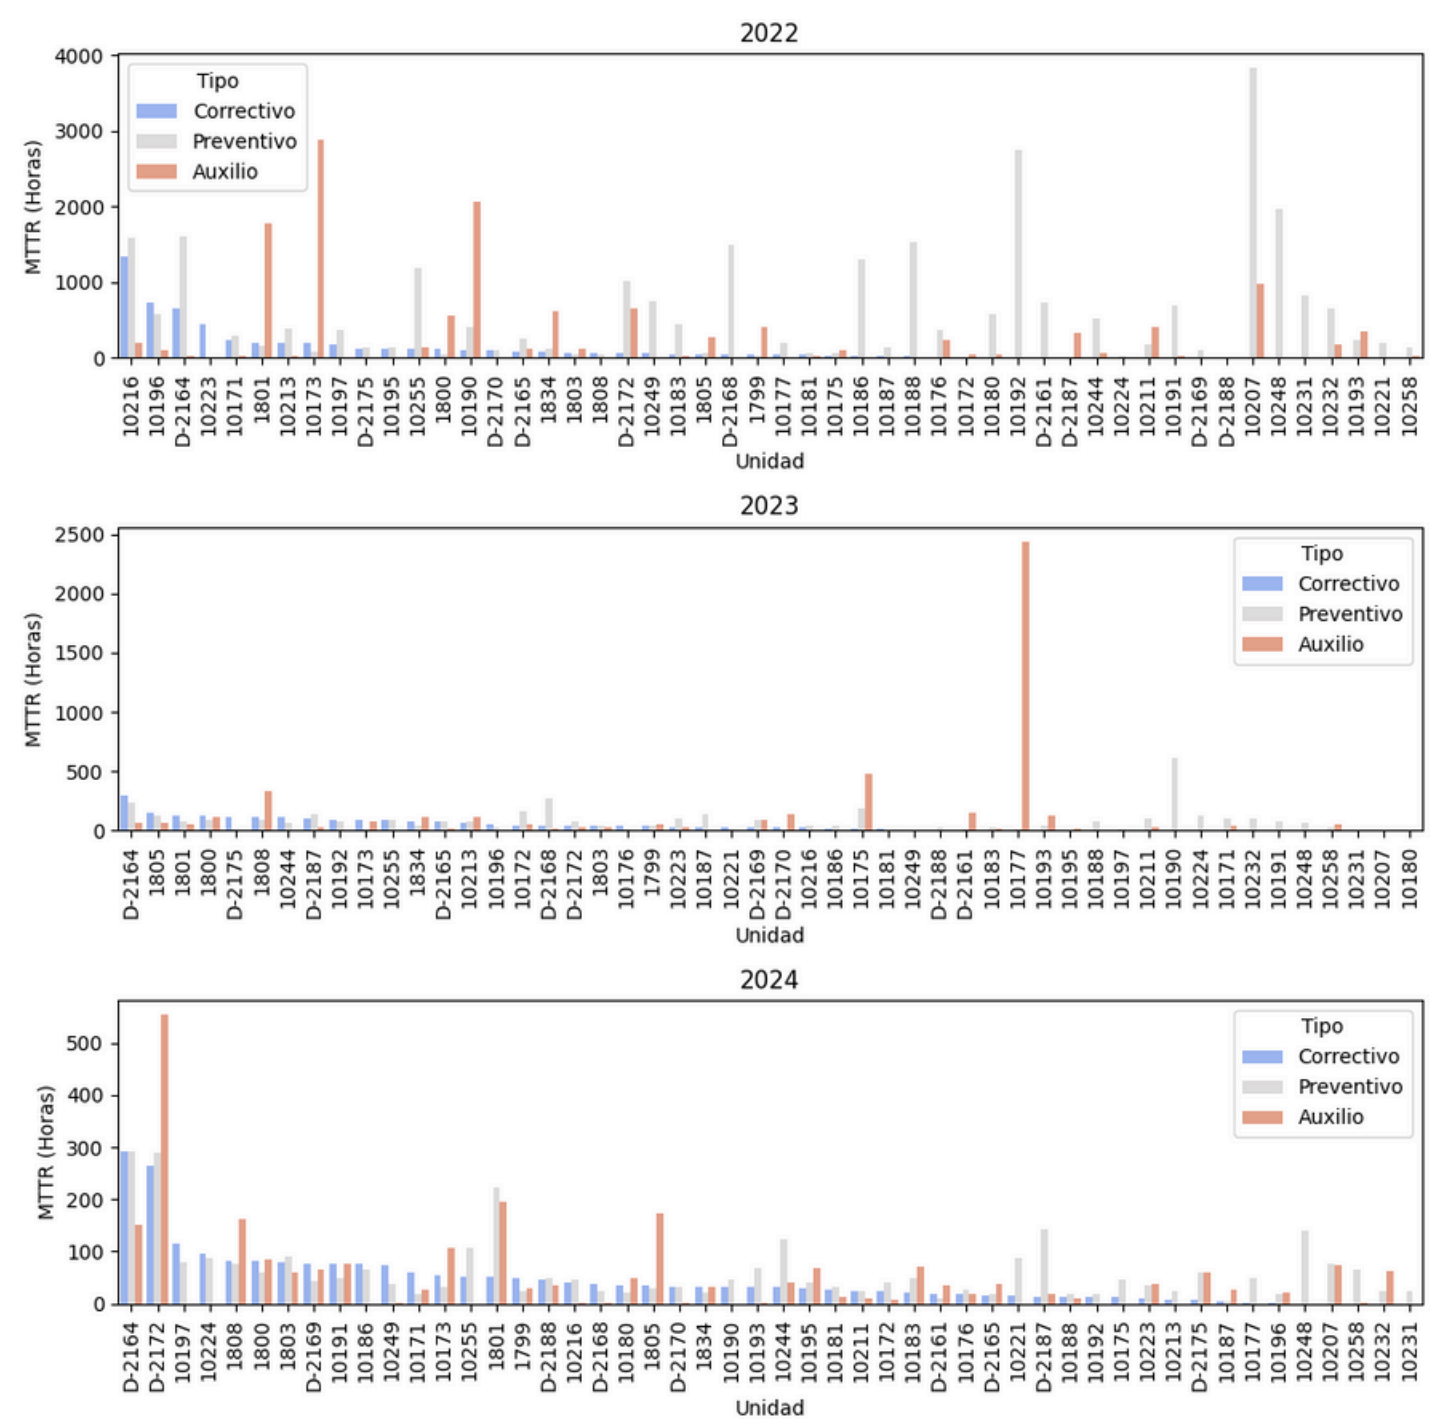 2022
MTTR (Horas)
4000
3000
2000
1000
0
Tipo
Correctivo
Preventivo
Auxilio
10216
10196
D-2164
10223
10171
1801
10213
10173
10197
D-2175
10195
10255
1800
10190
D-2170
D-2165
1834
1803
1808
D-2172
10249
10183
1805
D-2168
1799
10177
10181
10175
10186
10187
10188
10176
10172
10180
10192
D-2161
D-2187
10244
10224
10211
10191
D-2169
D-2188
10207
10248
10231
10232
10193
10221
10258
Unidad
2023
MTTR (Horas)
2500
2000
1500
1000
500
0
Tipo
Correctivo
Preventivo
Auxilio
D-2164
1805
1801
1800
D-2175
1808
10244
D-2187
10192
10173
10255
1834
D-2165
10213
10196
10172
D-2168
D-2172
1803
10176
1799
10223
10187
10221
D-2169
D-2170
10216
10186
10175
10181
10249
D-2188
D-2161
10183
10177
10193
10195
10188
10197
10211
10190
10224
10171
10232
10191
10248
10258
10231
10207
10180
Unidad
2024
MTTR (Horas)
500
400
300
200
100
0
Tipo
Correctivo
Preventivo
Auxilio
D-2164
D-2172
10197
10224
1808
1800
1803
D-2169
10191
10186
10249
10171
10173
10255
1801
1799
D-2188
10216
D-2168
10180
1805
D-2170
1834
10190
10193
10244
10195
10181
10211
10172
10183
D-2161
10176
D-2165
10221
D-2187
10188
10192
10175
10223
10213
D-2175
10187
10177
10196
10248
10207
10258
10232
10231
Unidad